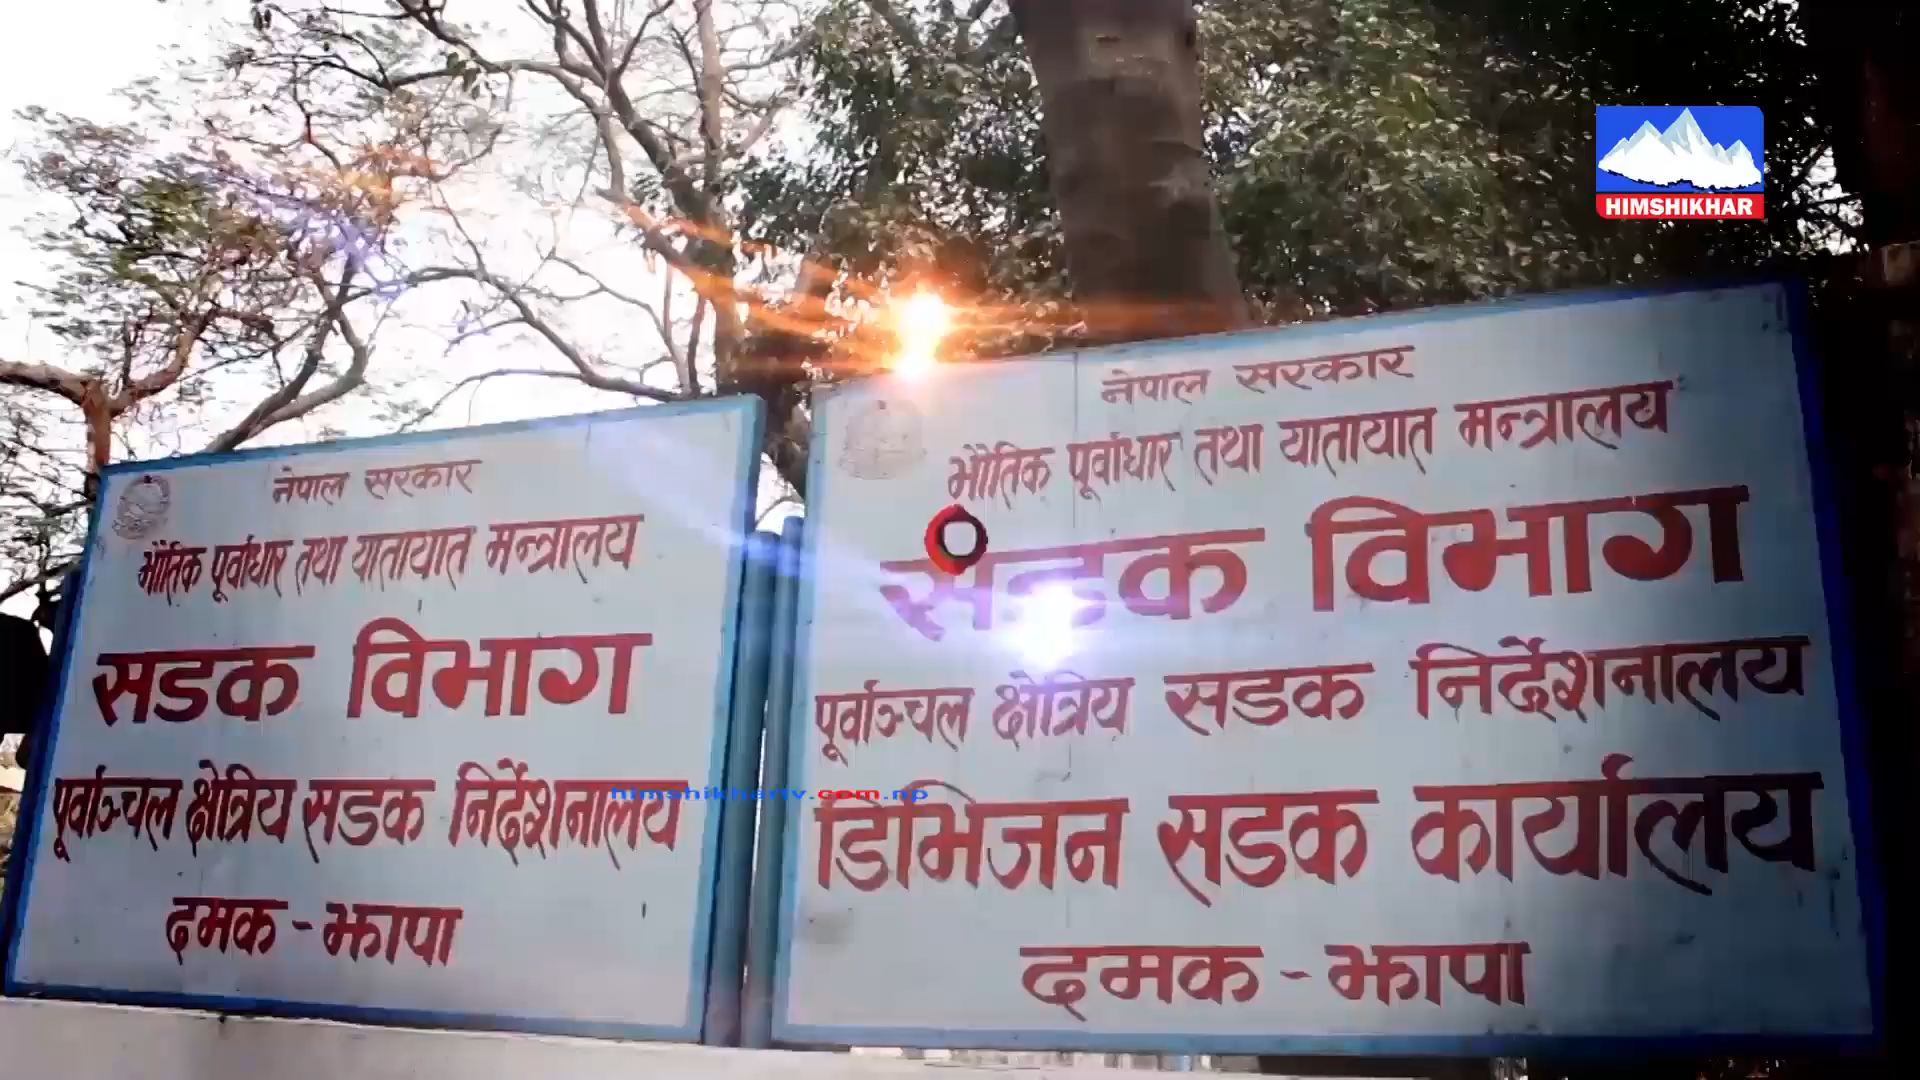 HIMSHIKHAR
नेपाल सरकार
भौतिक पूर्वाधार तथा यातायात मन्त्रालय
सडक विभाग
पूर्वाञ्चल क्षेत्रिय सडक निर्देशनालय
दमक - झापा
नेपाल सरकार
भौतिक पूर्वाधार तथा यातायात मन्त्रालय
सडक विभाग
पूर्वाञ्चल क्षेत्रिय सडक निर्देशनालय
डिभिजन सडक कार्यालय
दमक - झापा
himshikhartv.com.np